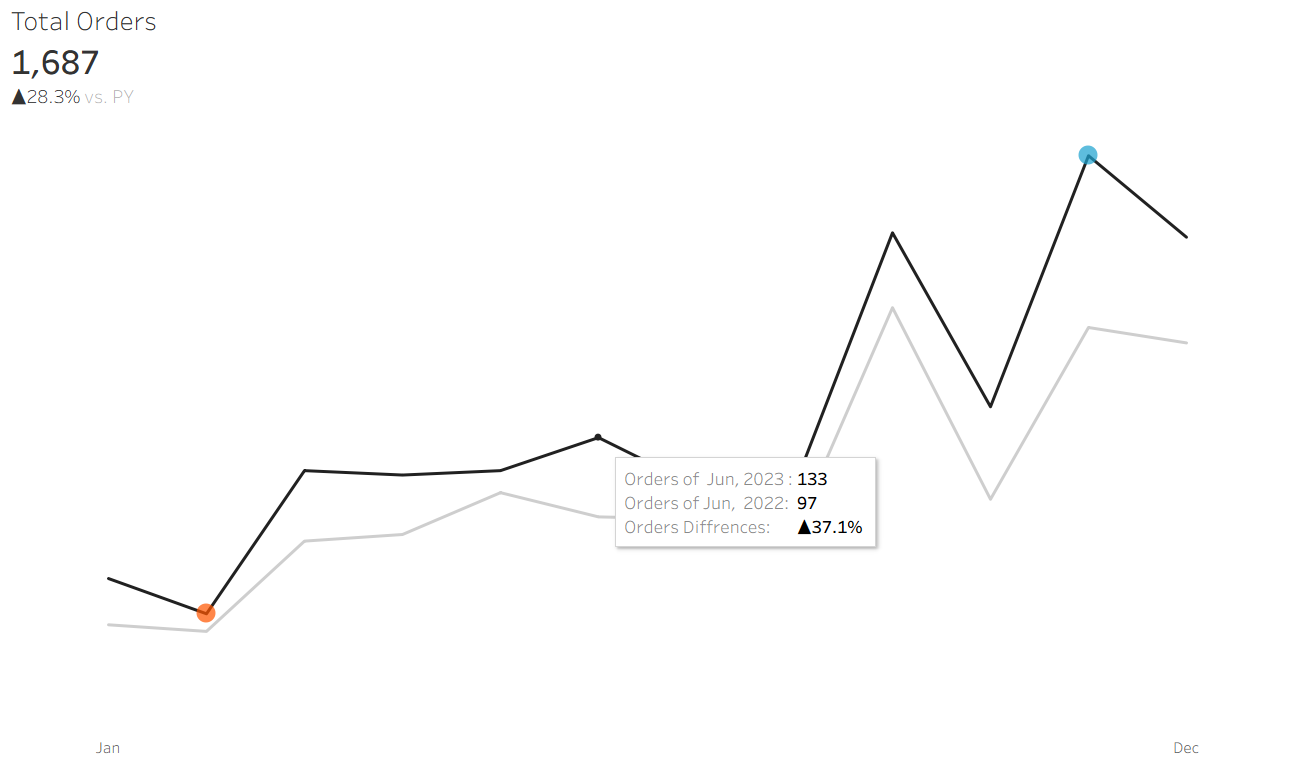 Total Orders
1,687
▲28.3% vs. PY
Orders of  Jun, 2023 : 133
Orders of Jun,  2022: 97
Orders Diffrences: ▲37.1%
Jan Dec